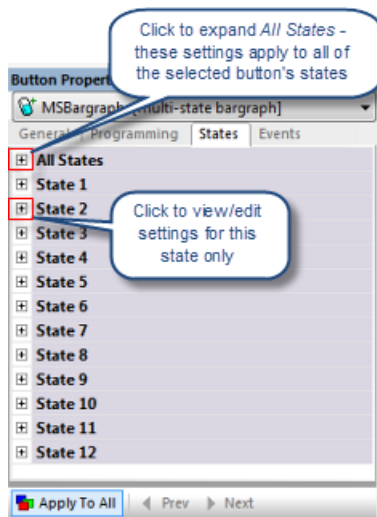 Click to expand All States -
these settings apply to all of
the selected button's states
Button Propert
MSBargraph [multi-state bargraph]
General Programming States Events
All States
State 1
State 2
Click to view/edit
settings for this
state only
State 3
State 4
State 5
State 6
State 7
State 8
State 9
State 10
State 11
State 12
Apply To All Prev Next